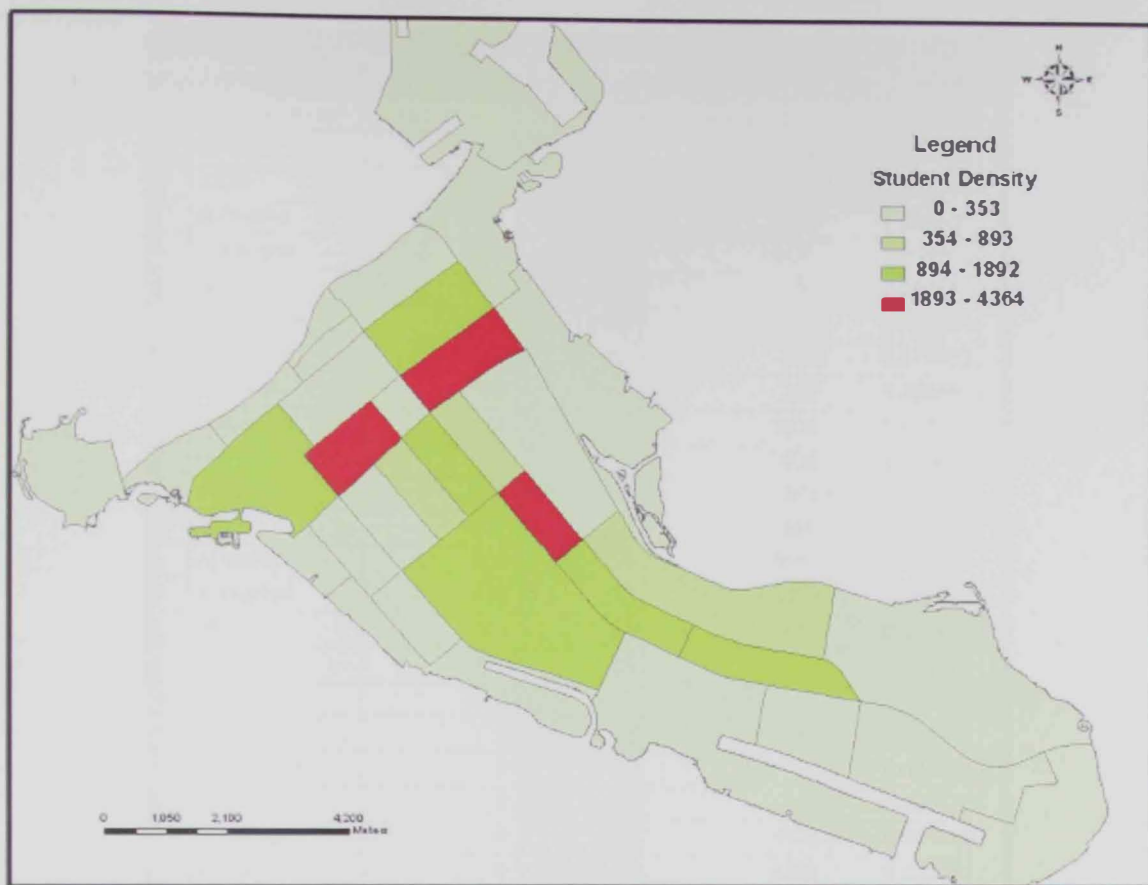 N
W E
S
Legend
Student Density
0 - 353
354 - 893
894 - 1892
1893 - 4364
0 1,050 2,100 4,200
Meters